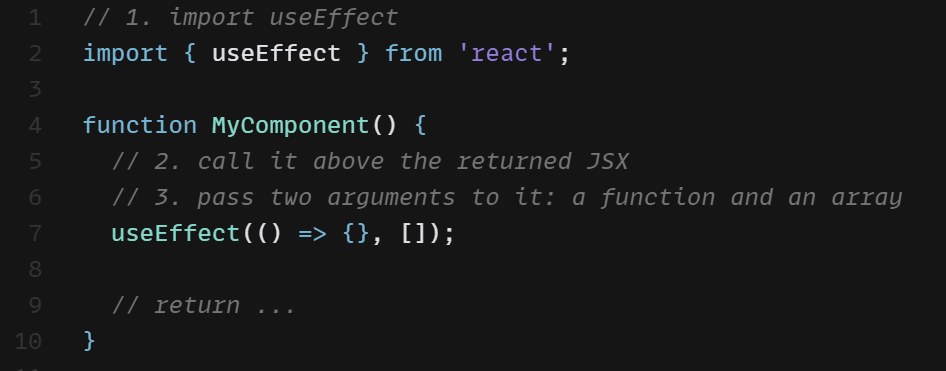 1 // 1. import useEffect
2 import { useEffect } from 'react';
3
4 function MyComponent() {
5 // 2. call it above the returned JSX
6 // 3. pass two arguments to it: a function and an array
7 useEffect(() => {}, []);
8
9 // return ...
10 }